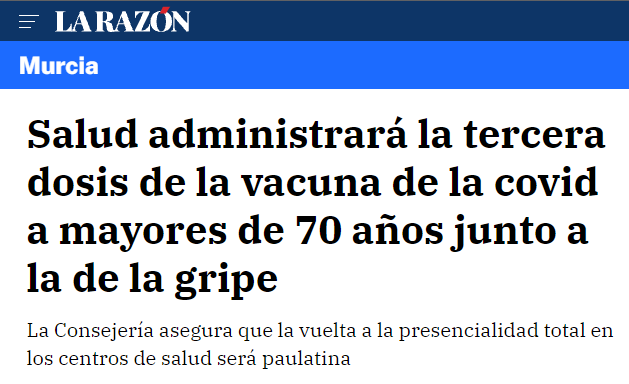 LA RAZÓN
Murcia
Salud administrará la tercera
dosis de la vacuna de la covid
a mayores de 70 años junto a
la de la gripe
La Consejería asegura que la vuelta a la presencialidad total en
los centros de salud será paulatina